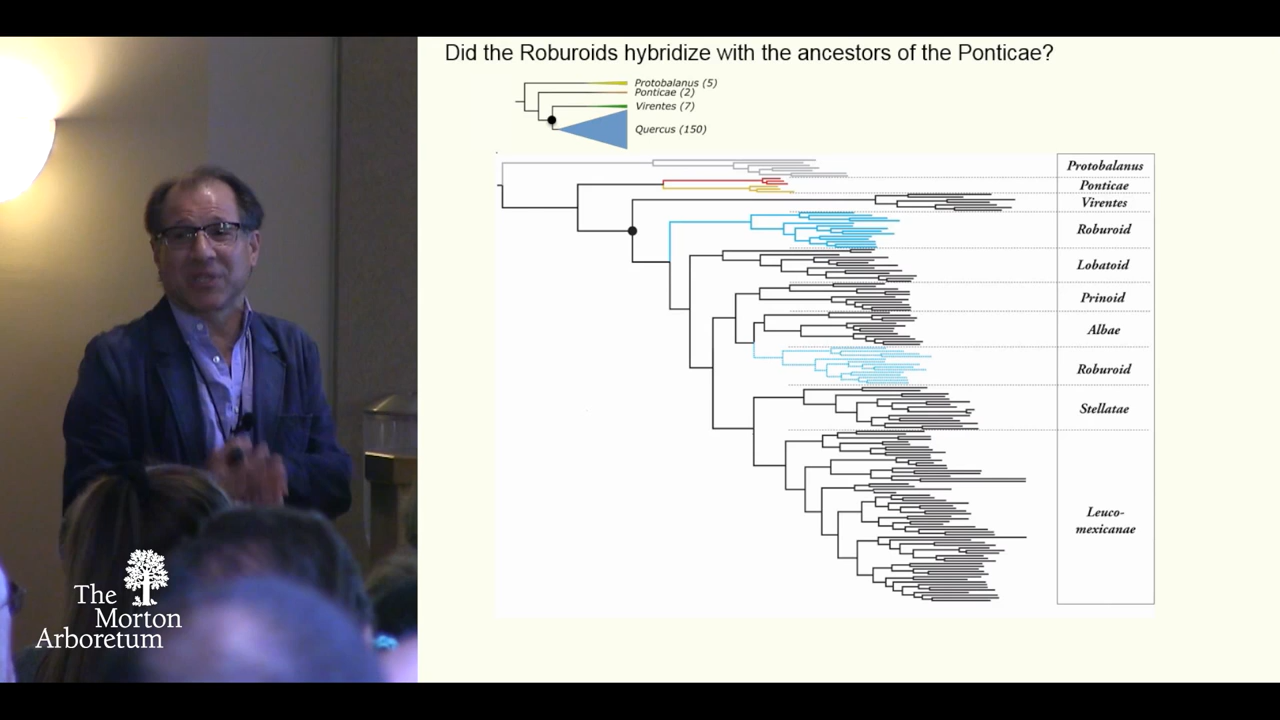 Did the Roburoids hybridize with the ancestors of the Ponticae?
Protobalanus (5)
Ponticae (2)
Virentes (7)
Quercus (150)
Protobalanus
Ponticae
Virentes
Roburoid
Lobatoid
Prinoid
Albae
Roburoid
Stellatae
Leuco-
mexicanae
The
Morton
Arboretum